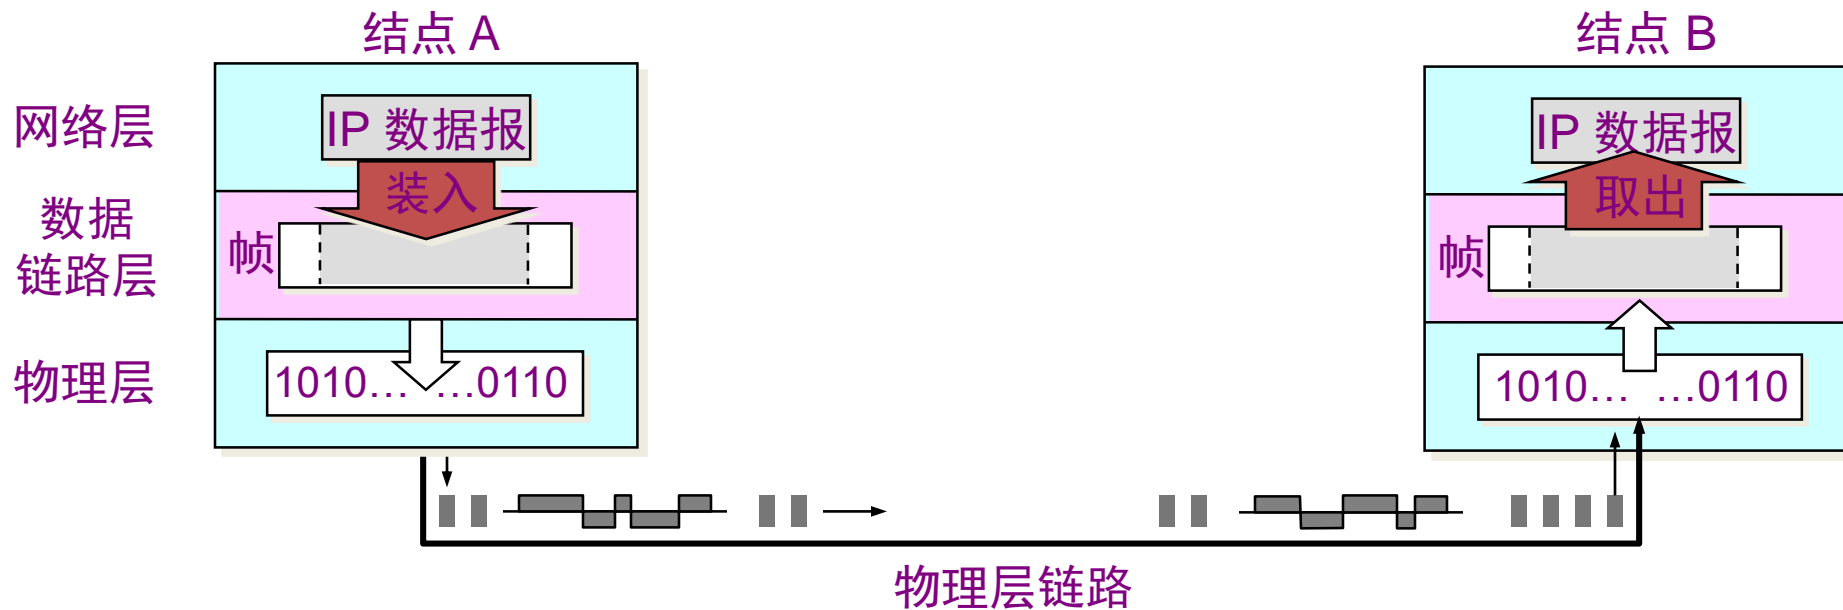 结点 A
结点 B
网络层
IP 数据报
IP 数据报
装入
取出
数据
链路层
帧
帧
物理层
1010… …0110
1010… …0110
物理层链路